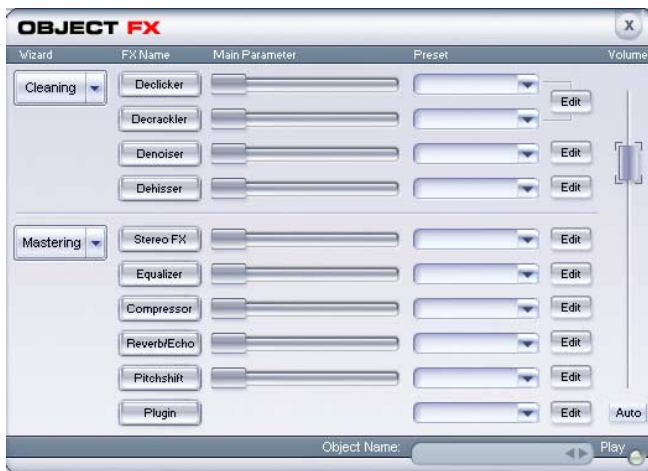 OBJECT FX
x
Wizard FX Name Main Parameter Preset Volume
Cleaning Declicker
Edit
Decrackler
Denoiser Edit
Dehisser Edit
Mastering Stereo FX Edit
Equalizer Edit
Compressor Edit
Reverb/Echo Edit
Pitchshift Edit
Plugin Edit Auto
Object Name: Play